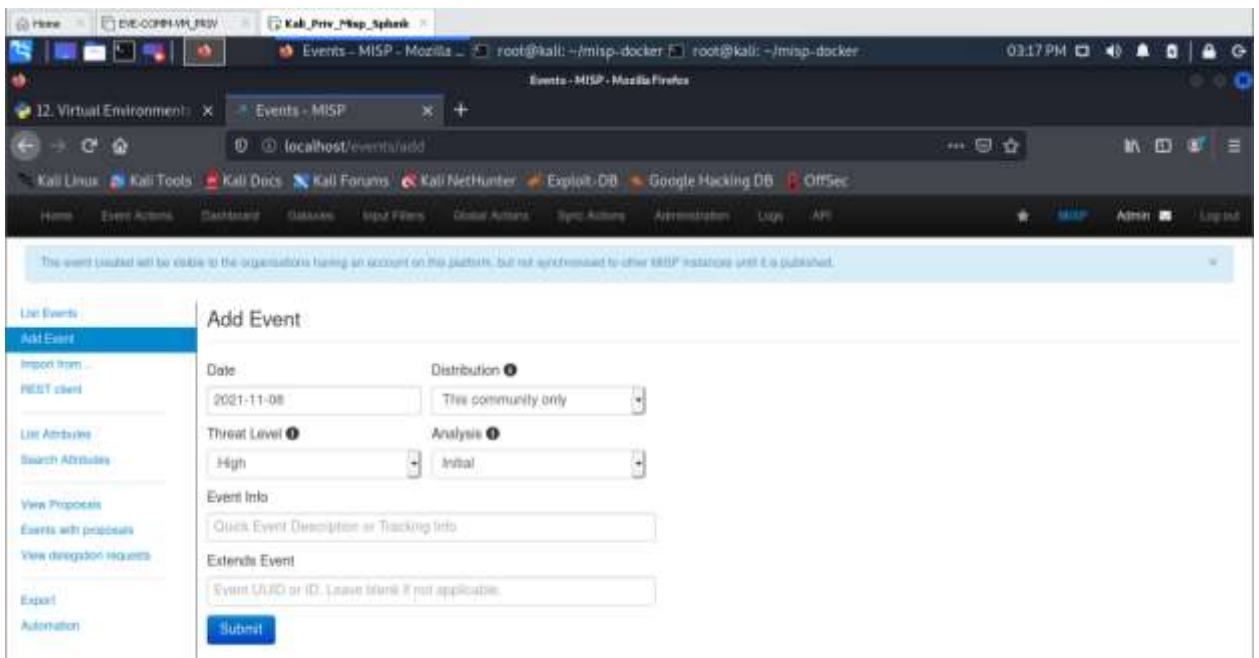 Home EVE-COMM-VM_PRIV Kali_Priv_Misp_Splunk
Events - MISP - Mozilla ... root@kali: ~/misp-docker root@kali: ~/misp-docker 03:17 PM
Events - MISP - Mozilla Firefox
12. Virtual Environment: Events - MISP
localhost/events/add
Kali Linux Kali Tools Kali Docs Kali Forums Kali NetHunter Exploit-DB Google Hacking DB OffSec
Home Event Actions Dashboard Galaxies Input Filters Global Actions Sync Actions Administration Logs API MISP Admin Log out
The event created will be visible to the organisations having an account on this platform, but not synchronised to other MISP instances until it is published.
List Events
Add Event
Import from ...
REST client
List Attributes
Search Attributes
View Proposals
Events with proposals
View delegation requests
Export
Automation
Add Event
Date Distribution
2021-11-08 This community only
Threat Level Analysis
High Initial
Event Info
Quick Event Description or Tracking Info
Extends Event
Event UUID or ID. Leave blank if not applicable.
Submit